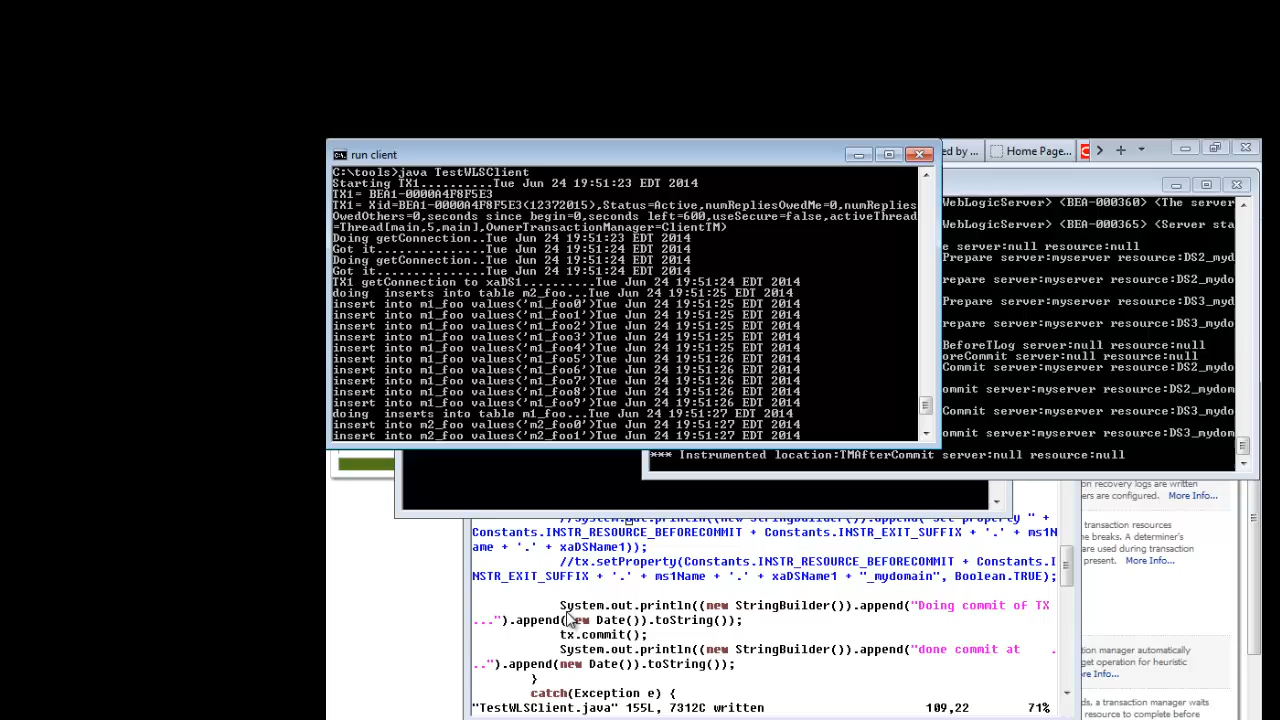 run client
C:\tools>java TestWLSClient
Starting TX1..........Tue Jun 24 19:51:23 EDT 2014
TX1= BEA1-0000A4F8F5E3
TX1= Xid=BEA1-0000A4F8F5E3(12372015),Status=Active,numRepliesOwedMe=0,numReplies
OwedOthers=0,seconds since begin=0,seconds left=600,useSecure=false,activeThread
=Thread[main,5,main],OwnerTransactionManager=ClientTM>
Doing getConnection..Tue Jun 24 19:51:23 EDT 2014
Got it...............Tue Jun 24 19:51:24 EDT 2014
Doing getConnection..Tue Jun 24 19:51:24 EDT 2014
Got it...............Tue Jun 24 19:51:24 EDT 2014
TX1 getConnection to xaDS1..........Tue Jun 24 19:51:24 EDT 2014
doing  inserts into table m2_foo...Tue Jun 24 19:51:25 EDT 2014
insert into m1_foo values('m1_foo0')Tue Jun 24 19:51:25 EDT 2014
insert into m1_foo values('m1_foo1')Tue Jun 24 19:51:25 EDT 2014
insert into m1_foo values('m1_foo2')Tue Jun 24 19:51:25 EDT 2014
insert into m1_foo values('m1_foo3')Tue Jun 24 19:51:25 EDT 2014
insert into m1_foo values('m1_foo4')Tue Jun 24 19:51:25 EDT 2014
insert into m1_foo values('m1_foo5')Tue Jun 24 19:51:26 EDT 2014
insert into m1_foo values('m1_foo6')Tue Jun 24 19:51:26 EDT 2014
insert into m1_foo values('m1_foo7')Tue Jun 24 19:51:26 EDT 2014
insert into m1_foo values('m1_foo8')Tue Jun 24 19:51:26 EDT 2014
insert into m1_foo values('m1_foo9')Tue Jun 24 19:51:26 EDT 2014
doing  inserts into table m1_foo...Tue Jun 24 19:51:27 EDT 2014
insert into m2_foo values('m2_foo0')Tue Jun 24 19:51:27 EDT 2014
insert into m2_foo values('m2_foo1')Tue Jun 24 19:51:27 EDT 2014
ed by ... Home Page...
WebLogicServer> <BEA-000360> <The server
WebLogicServer> <BEA-000365> <Server sta
e server:null resource:null
Prepare server:myserver resource:DS2_myd
repare server:myserver resource:DS2_mydom
Prepare server:myserver resource:DS3_myd
repare server:myserver resource:DS3_mydom
BeforeTLog server:null resource:null
oreCommit server:null resource:null
Commit server:myserver resource:DS2_mydom
ommit server:myserver resource:DS2_mydom
Commit server:myserver resource:DS3_mydom
ommit server:myserver resource:DS3_mydom
*** Instrumented location:TMAfterCommit server:null resource:null
//System.out.println((new StringBuilder()).append("Set property " +
Constants.INSTR_RESOURCE_BEFORECOMMIT + Constants.INSTR_EXIT_SUFFIX + '.' + ms1N
ame + '.' + xaDSName1));
//tx.setProperty(Constants.INSTR_RESOURCE_BEFORECOMMIT + Constants.I
NSTR_EXIT_SUFFIX + '.' + ms1Name + '.' + xaDSName1 + "_mydomain", Boolean.TRUE);
System.out.println((new StringBuilder()).append("Doing commit of TX
...").append(new Date()).toString());
tx.commit();
System.out.println((new StringBuilder()).append("done commit at    .
..").append(new Date()).toString());
}
catch(Exception e) {
"TestWLSClient.java" 155L, 7312C written 109,22 71%
recovery logs are written
ers are configured. More Info...
transaction resources
he breaks. A determiner's
are used during transaction
present. More Info...
ction manager automatically
get operation for heuristic
re Info...
d, a transaction manager waits
resource to complete before